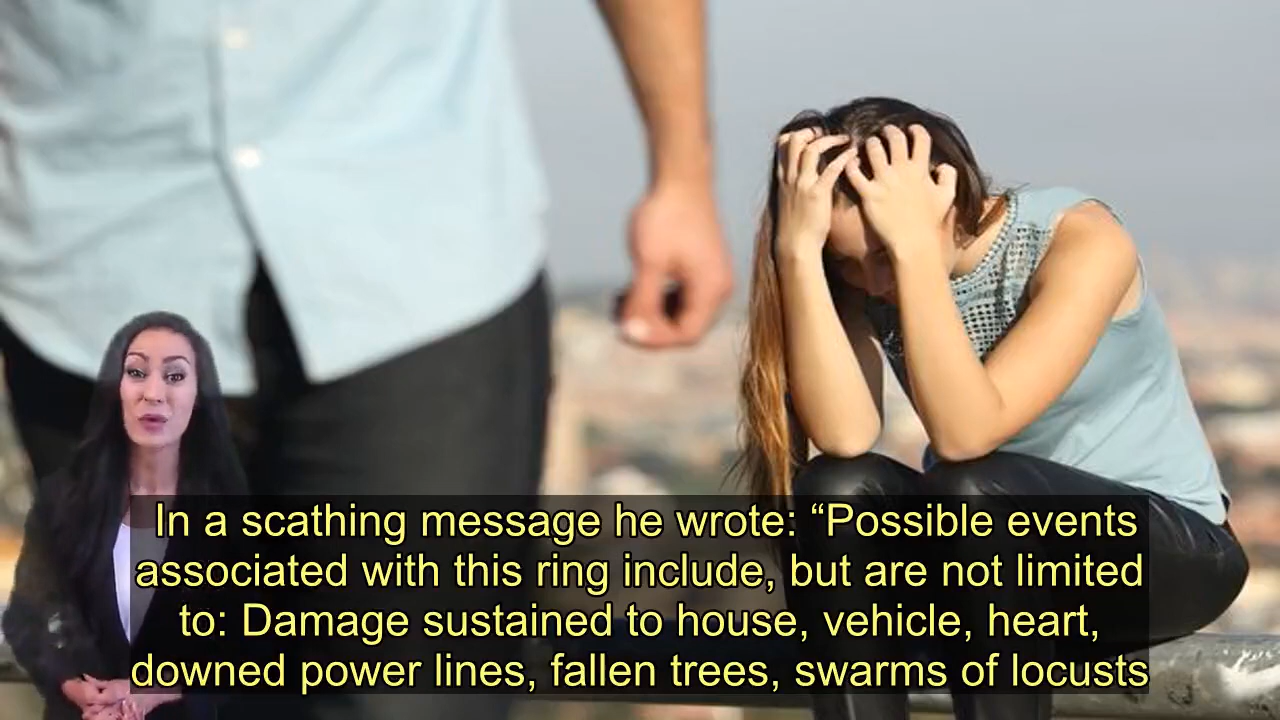 In a scathing message he wrote: “Possible events
associated with this ring include, but are not limited
to: Damage sustained to house, vehicle, heart,
downed power lines, fallen trees, swarms of locusts